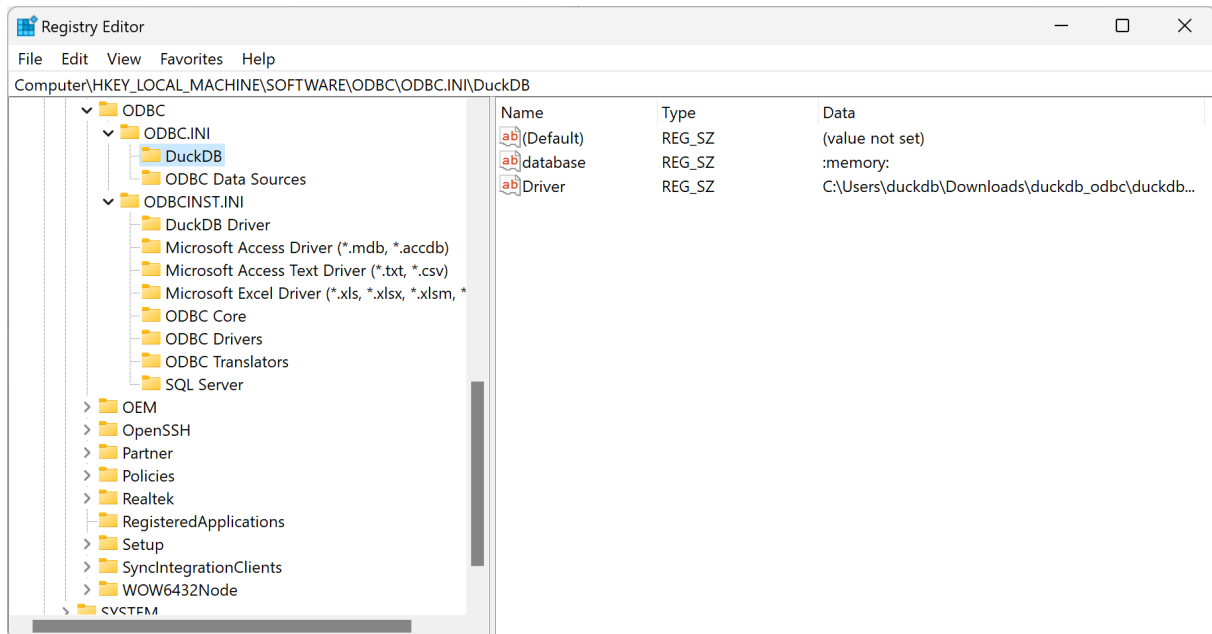 Registry Editor
File Edit View Favorites Help
Computer\HKEY_LOCAL_MACHINE\SOFTWARE\ODBC\ODBC.INI\DuckDB
ODBC
ODBC.INI
DuckDB
ODBC Data Sources
ODBCINST.INI
DuckDB Driver
Microsoft Access Driver (*.mdb, *.accdb)
Microsoft Access Text Driver (*.txt, *.csv)
Microsoft Excel Driver (*.xls, *.xlsx, *.xlsm, *
ODBC Core
ODBC Drivers
ODBC Translators
SQL Server
OEM
OpenSSH
Partner
Policies
Realtek
RegisteredApplications
Setup
SyncIntegrationClients
WOW6432Node
SYSTEM
Name Type Data
ab (Default) REG_SZ (value not set)
ab database REG_SZ :memory:
ab Driver REG_SZ C:\Users\duckdb\Downloads\duckdb_odbc\duckdb...